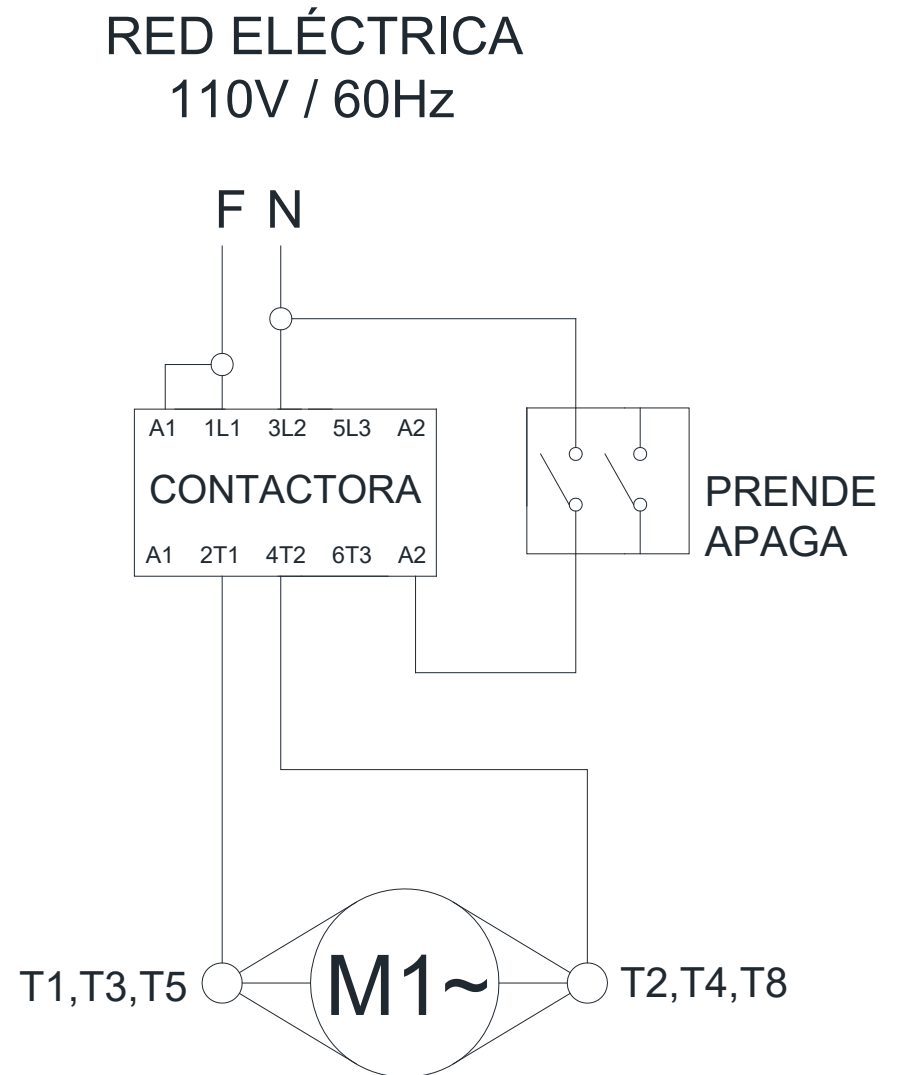 RED ELÉCTRICA
110V / 60Hz
F N
A1 1L1 3L2 5L3 A2
CONTACTORA
A1 2T1 4T2 6T3 A2
PRENDE
APAGA
T1,T3,T5
M1~
T2,T4,T8